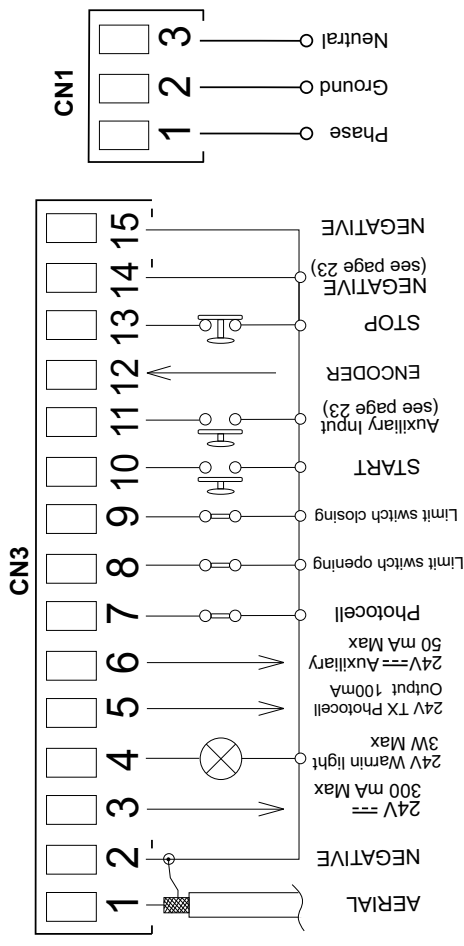 CN1
3
Neutral
2
Ground
1
Phase
CN3
15
NEGATIVE
14
NEGATIVE
(see page 23)
13
STOP
12
ENCODER
11
Auxiliary Input
(see page 23)
10
START
9
Limit switch closing
8
Limit switch opening
7
Photocell
6
24V Auxiliary
50 mA Max
5
24V TX Photocell
Output 100mA
4
24V Warnin light
3W Max
3
24V
300 mA Max
2
NEGATIVE
1
AERIAL